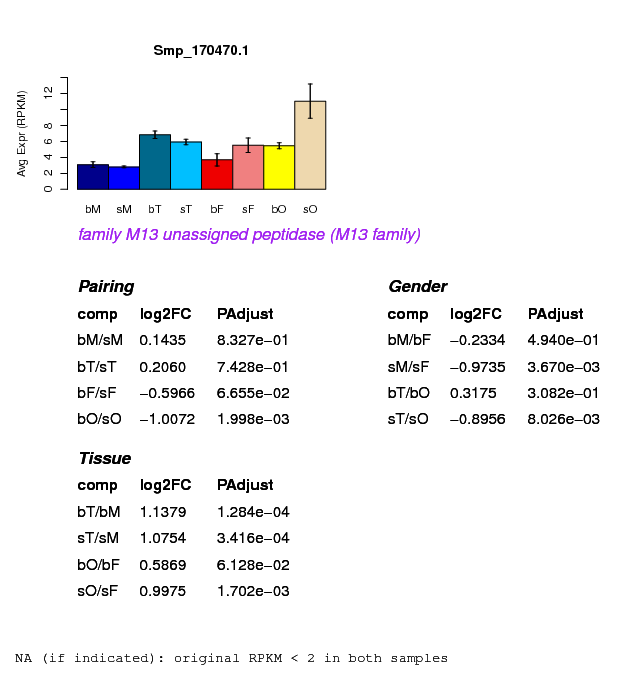 Smp_170470.1
Avg Expr (RPKM)
12
8
6
4
2
0
bM sM bT sT bF sF bO sO
family M13 unassigned peptidase (M13 family)
Pairing
comp log2FC PAdjust
bM/sM 0.1435 8.327e−01
bT/sT 0.2060 7.428e−01
bF/sF −0.5966 6.655e−02
bO/sO −1.0072 1.998e−03
Gender
comp log2FC PAdjust
bM/bF −0.2334 4.940e−01
sM/sF −0.9735 3.670e−03
bT/bO 0.3175 3.082e−01
sT/sO −0.8956 8.026e−03
Tissue
comp log2FC PAdjust
bT/bM 1.1379 1.284e−04
sT/sM 1.0754 3.416e−04
bO/bF 0.5869 6.128e−02
sO/sF 0.9975 1.702e−03
NA (if indicated): original RPKM < 2 in both samples